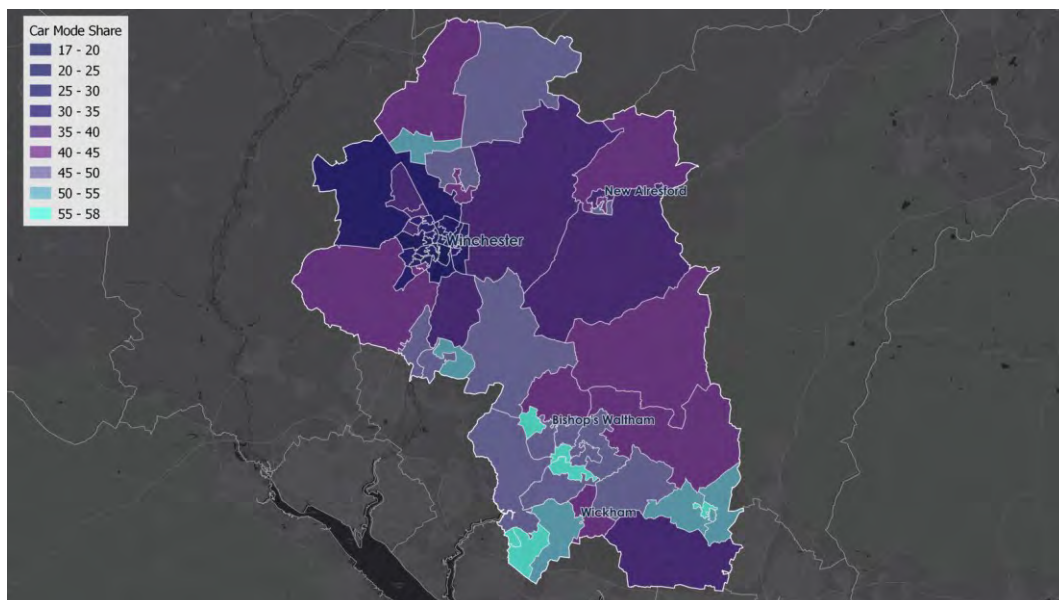 Car Mode Share
17 - 20
20 - 25
25 - 30
30 - 35
35 - 40
40 - 45
45 - 50
50 - 55
55 - 58
New Alresford
Winchester
Bishop's Waltham
Wickham